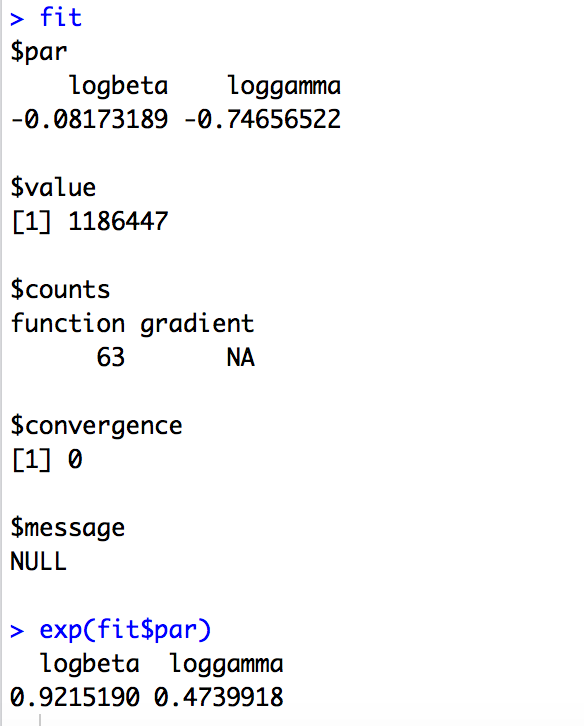 > fit
$par
logbeta loggamma
-0.08173189 -0.74656522
$value
[1] 1186447
$counts
function gradient
63 NA
$convergence
[1] 0
$message
NULL
> exp(fit$par)
logbeta loggamma
0.9215190 0.4739918